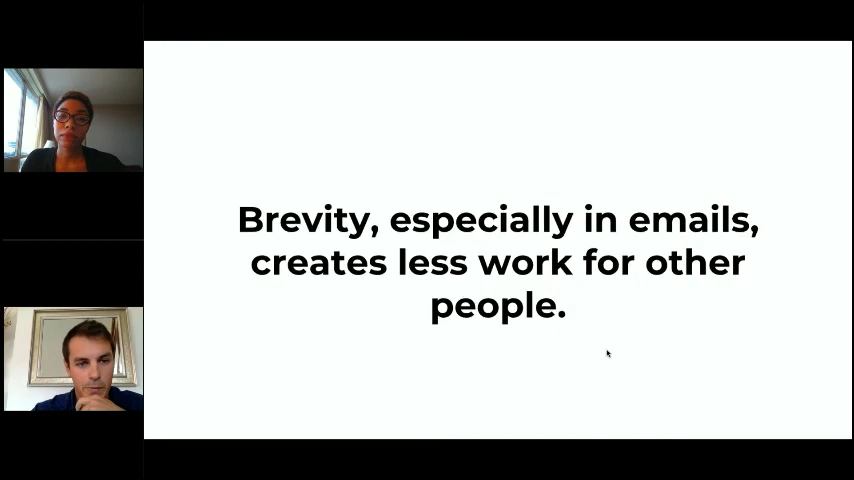 Brevity, especially in emails,
creates less work for other
people.